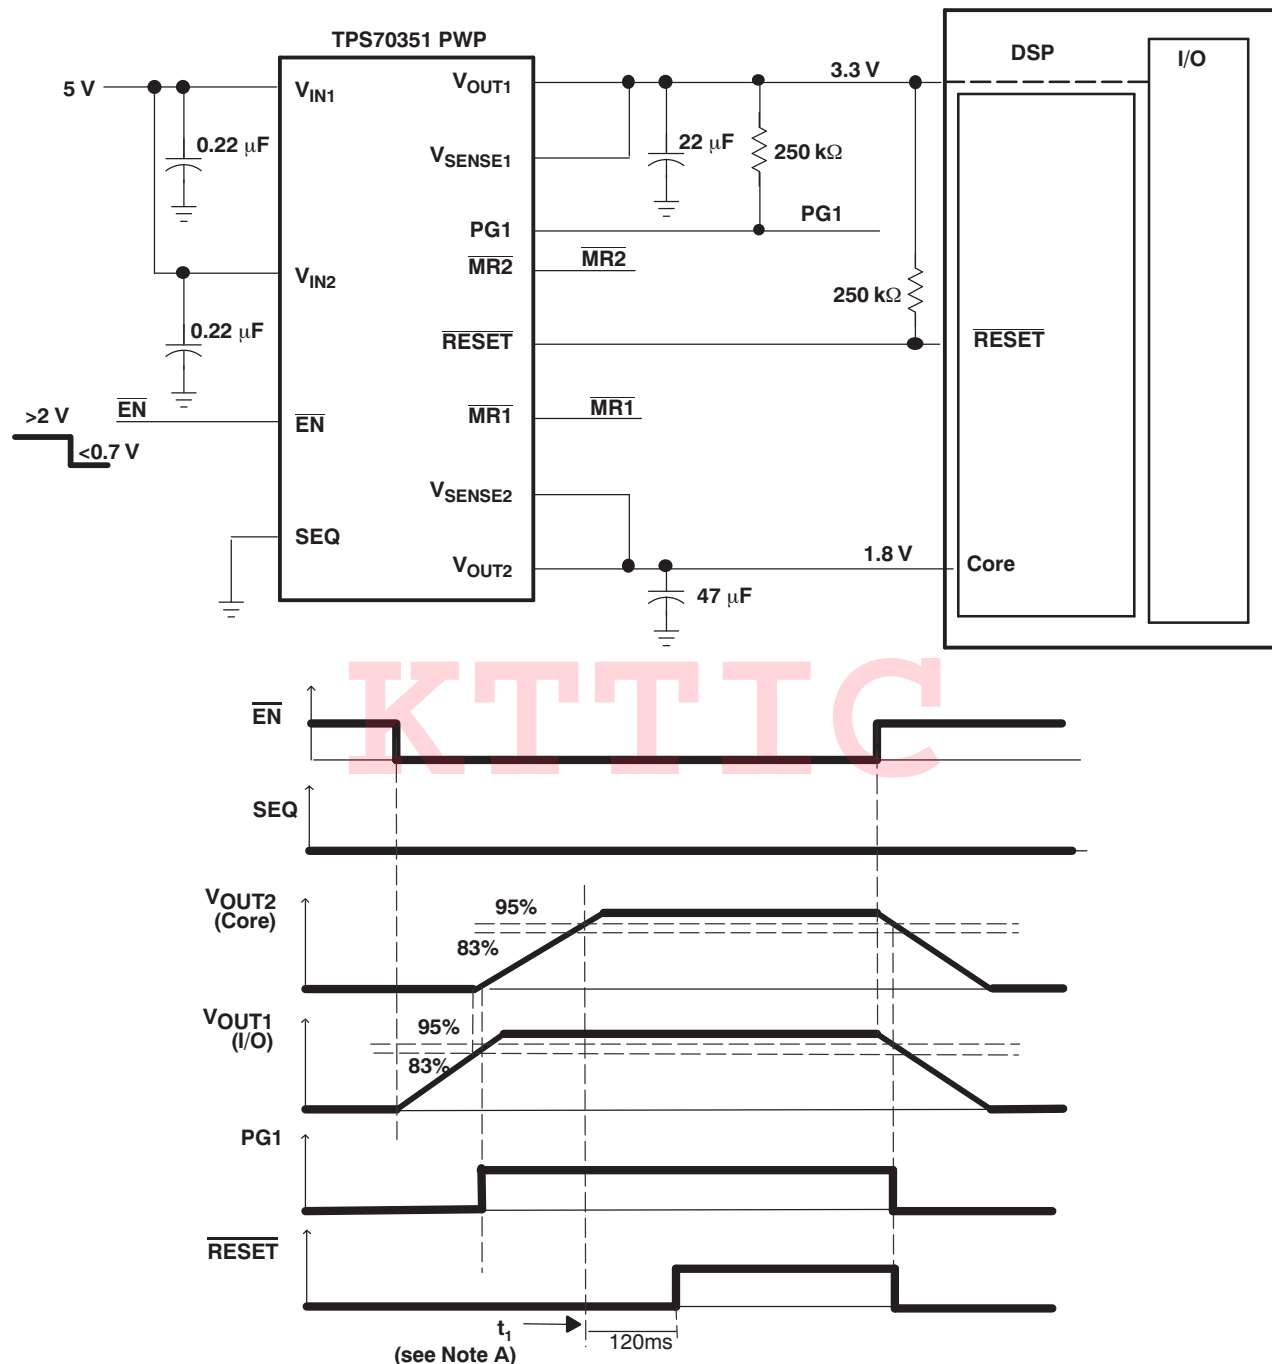 TPS70351 PWP
5 V
VIN1
0.22 μF
VIN2
0.22 μF
>2 V
<0.7 V
EN
EN
SEQ
VOUT1
VSENSE1
PG1
MR2
RESET
MR1
VSENSE2
VOUT2
3.3 V
22 μF
250 kΩ
PG1
MR2
250 kΩ
MR1
1.8 V
47 μF
DSP
I/O
RESET
Core
KTTIC
EN
SEQ
VOUT2
(Core)
95%
83%
VOUT1
(I/O)
95%
83%
PG1
RESET
t1
(see Note A)
120ms